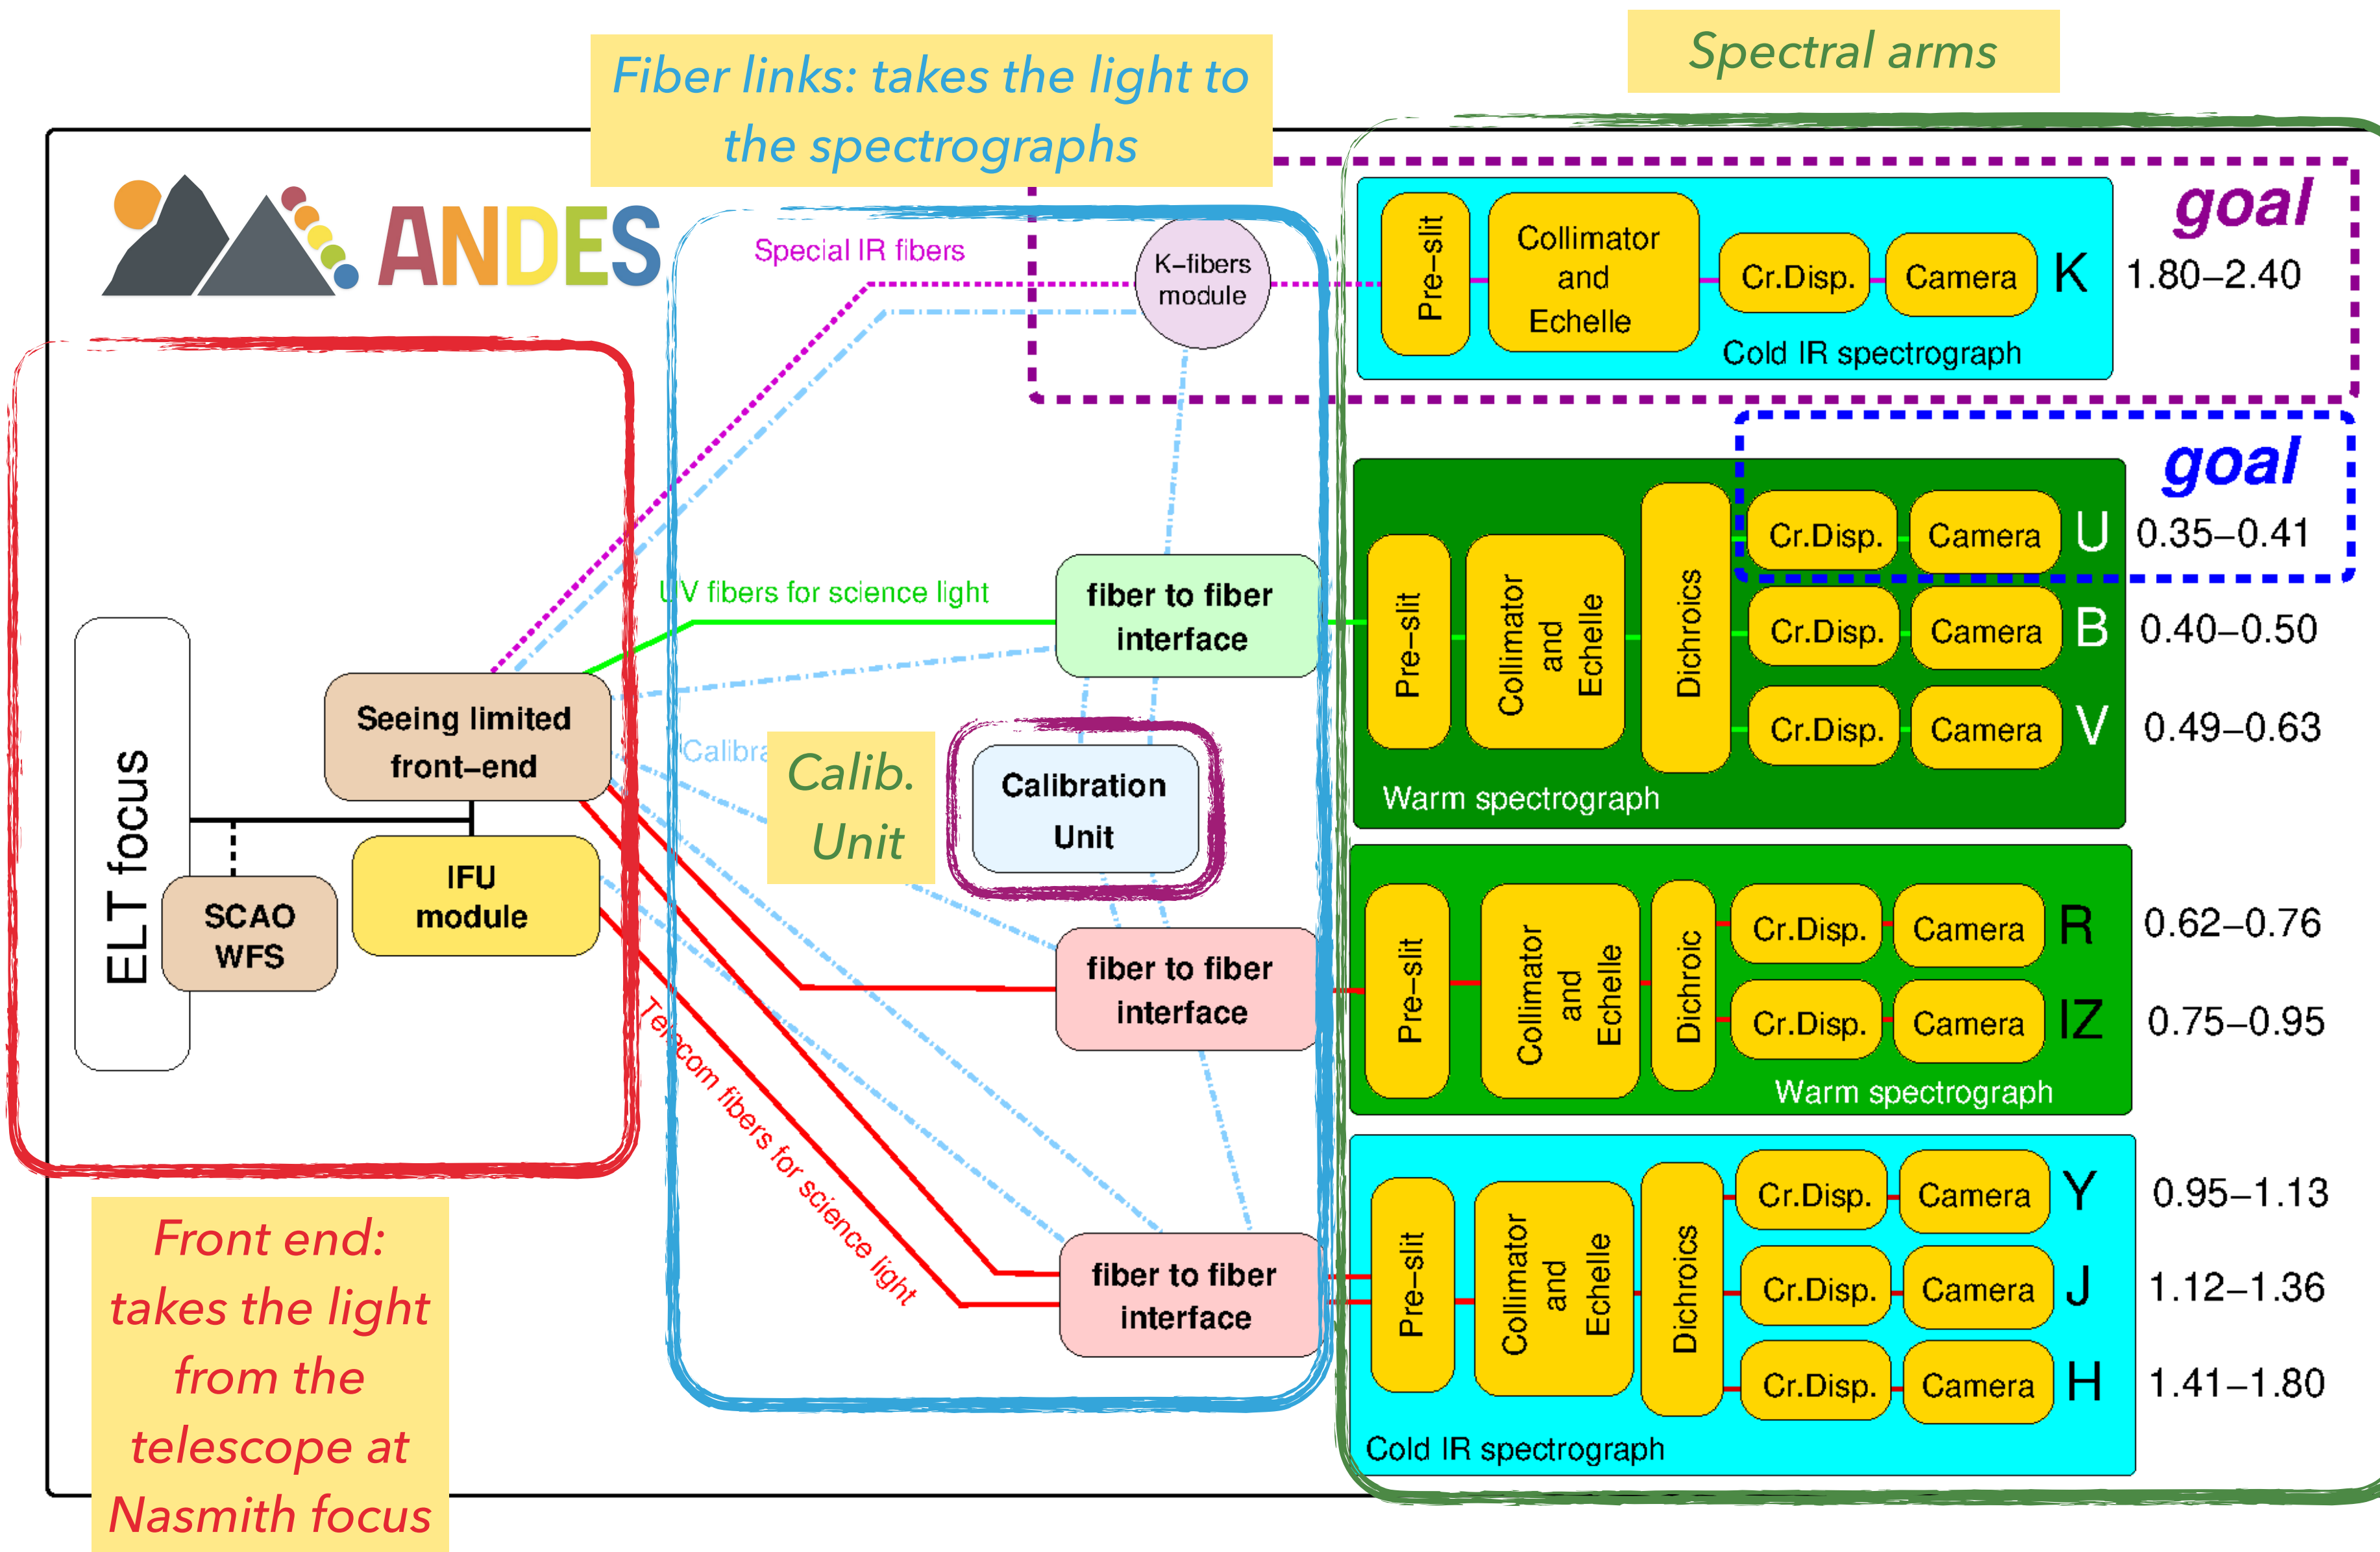 Fiber links: takes the light to
the spectrographs
Spectral arms
ANDES
Special IR fibers
K-fibers
module
Pre-slit
Collimator
and
Echelle
Cr.Disp.
Camera
K
goal
1.80-2.40
Cold IR spectrograph
UV fibers for science light
fiber to fiber
interface
Pre-slit
Collimator
and
Echelle
Dichroics
goal
Cr.Disp.
Camera
U
0.35-0.41
Cr.Disp.
Camera
B
0.40-0.50
Cr.Disp.
Camera
V
0.49-0.63
Warm spectrograph
ELT focus
Seeing limited
front-end
SCAO
WFS
IFU
module
Calib.
Unit
Calibration
Unit
fiber to fiber
interface
Pre-slit
Collimator
and
Echelle
Dichroic
Cr.Disp.
Camera
R
0.62-0.76
Cr.Disp.
Camera
IZ
0.75-0.95
Warm spectrograph
Telecom fibers for science light
fiber to fiber
interface
Pre-slit
Collimator
and
Echelle
Dichroics
Cr.Disp.
Camera
Y
0.95-1.13
Cr.Disp.
Camera
J
1.12-1.36
Cr.Disp.
Camera
H
1.41-1.80
Cold IR spectrograph
Front end:
takes the light
from the
telescope at
Nasmith focus